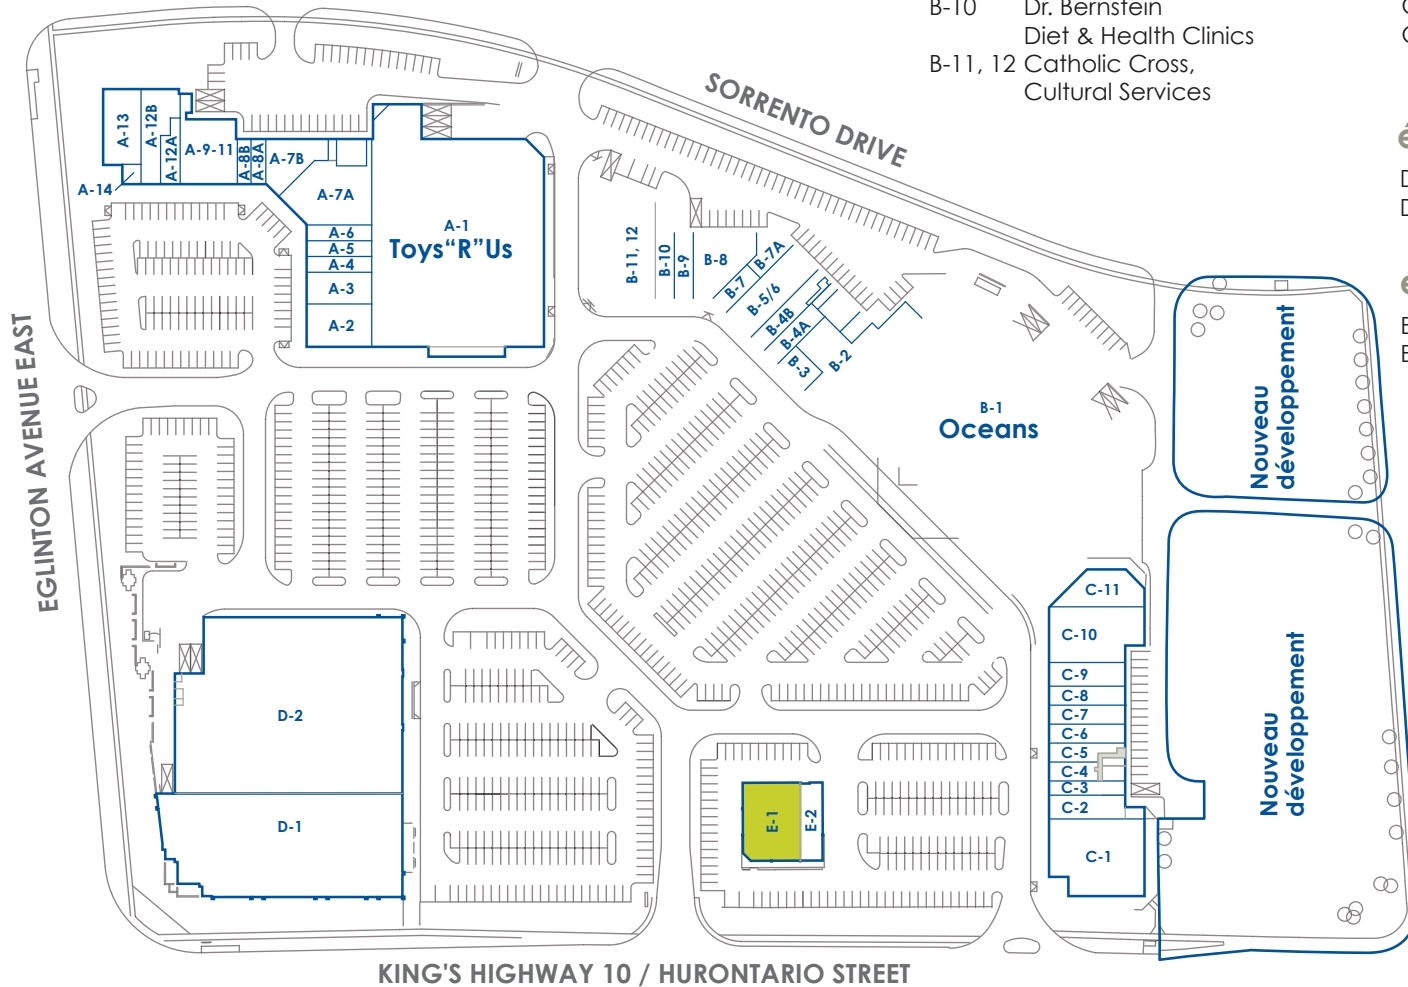 B-10 Dr. Bernstein
Diet & Health Clinics
B-11, 12 Catholic Cross,
Cultural Services
SORRENTO DRIVE
EGLINTON AVENUE EAST
KING'S HIGHWAY 10 / HURONTARIO STREET
A-13
A-12B
A-12A
A-9-11
A-8B
A-8A
A-7B
A-14
A-7A
A-6
A-5
A-4
A-3
A-2
A-1
Toys“R”Us
B-11, 12
B-10
B-9
B-8
B-7A
B-7
B-5/6
B-4B
B-4A
B-3
B-2
B-1
Oceans
Nouveau
développement
Nouveau
développement
C-11
C-10
C-9
C-8
C-7
C-6
C-5
C-4
C-3
C-2
C-1
D-2
D-1
E-1
E-2